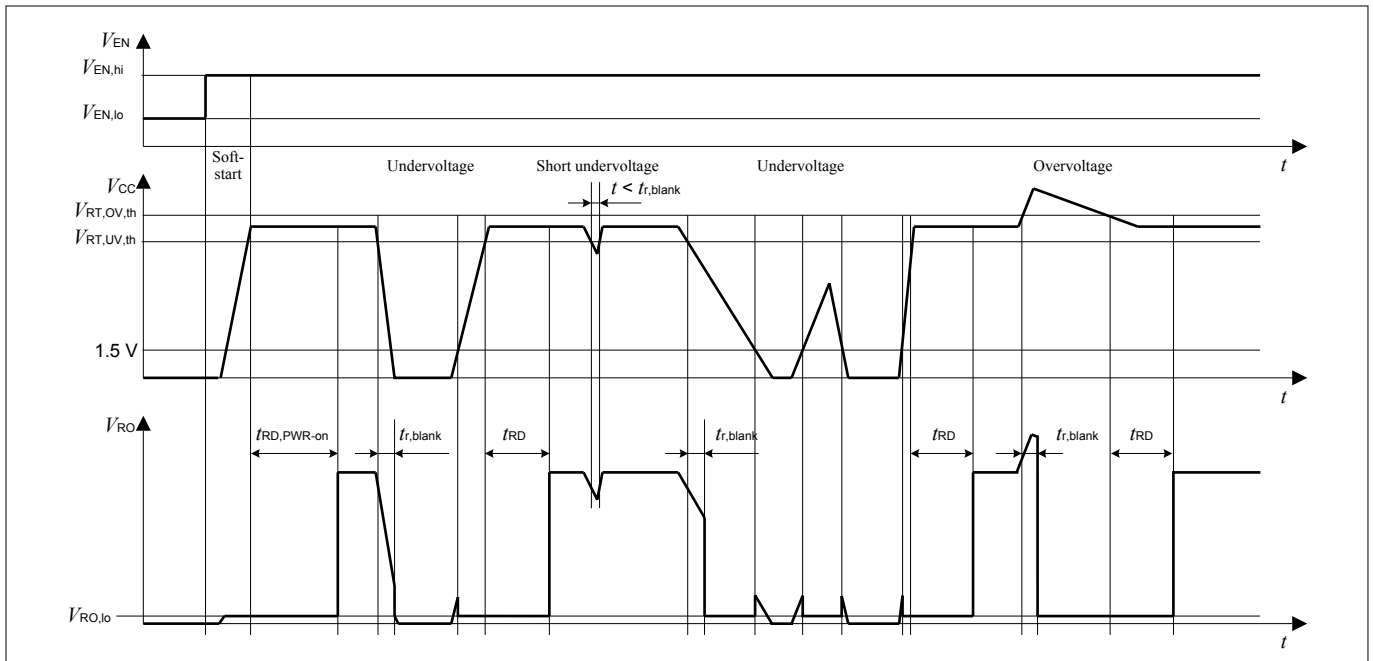 VEN
VEN,hi
VEN,lo
t
Soft-
start
Undervoltage
Short undervoltage
Undervoltage
Overvoltage
VCC
t < tr,blank
VRT,OV,th
VRT,UV,th
1.5 V
t
VRO
tRD,PWR-on
tr,blank
tRD
tr,blank
tRD
tr,blank
tRD
VRO,lo
t